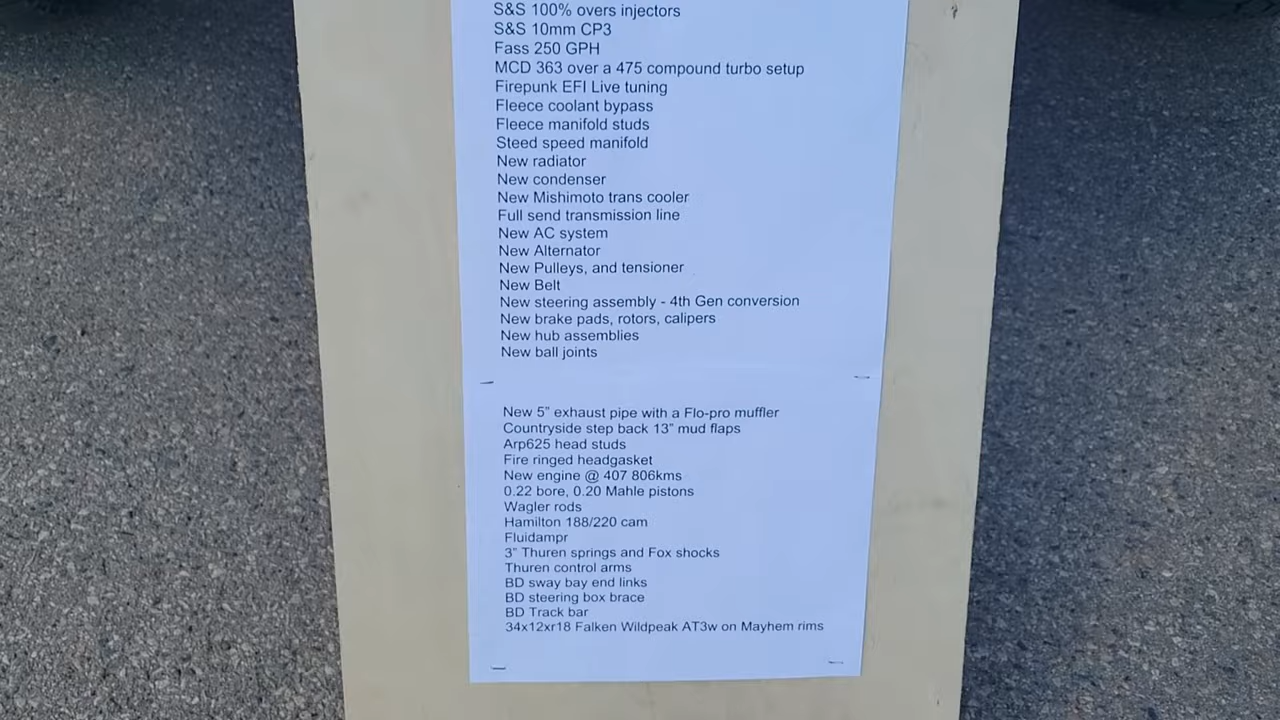 S&S 100% overs injectors
S&S 10mm CP3
Fass 250 GPH
MCD 363 over a 475 compound turbo setup
Firepunk EFI Live tuning
Fleece coolant bypass
Fleece manifold studs
Steed speed manifold
New radiator
New condenser
New Mishimoto trans cooler
Full send transmission line
New AC system
New Alternator
New Pulleys, and tensioner
New Belt
New steering assembly - 4th Gen conversion
New brake pads, rotors, calipers
New hub assemblies
New ball joints
New 5” exhaust pipe with a Flo-pro muffler
Countryside step back 13” mud flaps
Arp625 head studs
Fire ringed headgasket
New engine @ 407 806kms
0.22 bore, 0.20 Mahle pistons
Wagler rods
Hamilton 188/220 cam
Fluidampr
3” Thuren springs and Fox shocks
Thuren control arms
BD sway bay end links
BD steering box brace
BD Track bar
34x12xr18 Falken Wildpeak AT3w on Mayhem rims